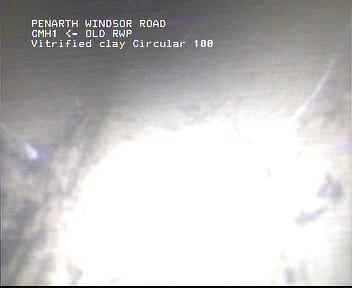 PENARTH WINDSOR ROAD
CMH1 <- OLD RWP
Vitrified clay Circular 100